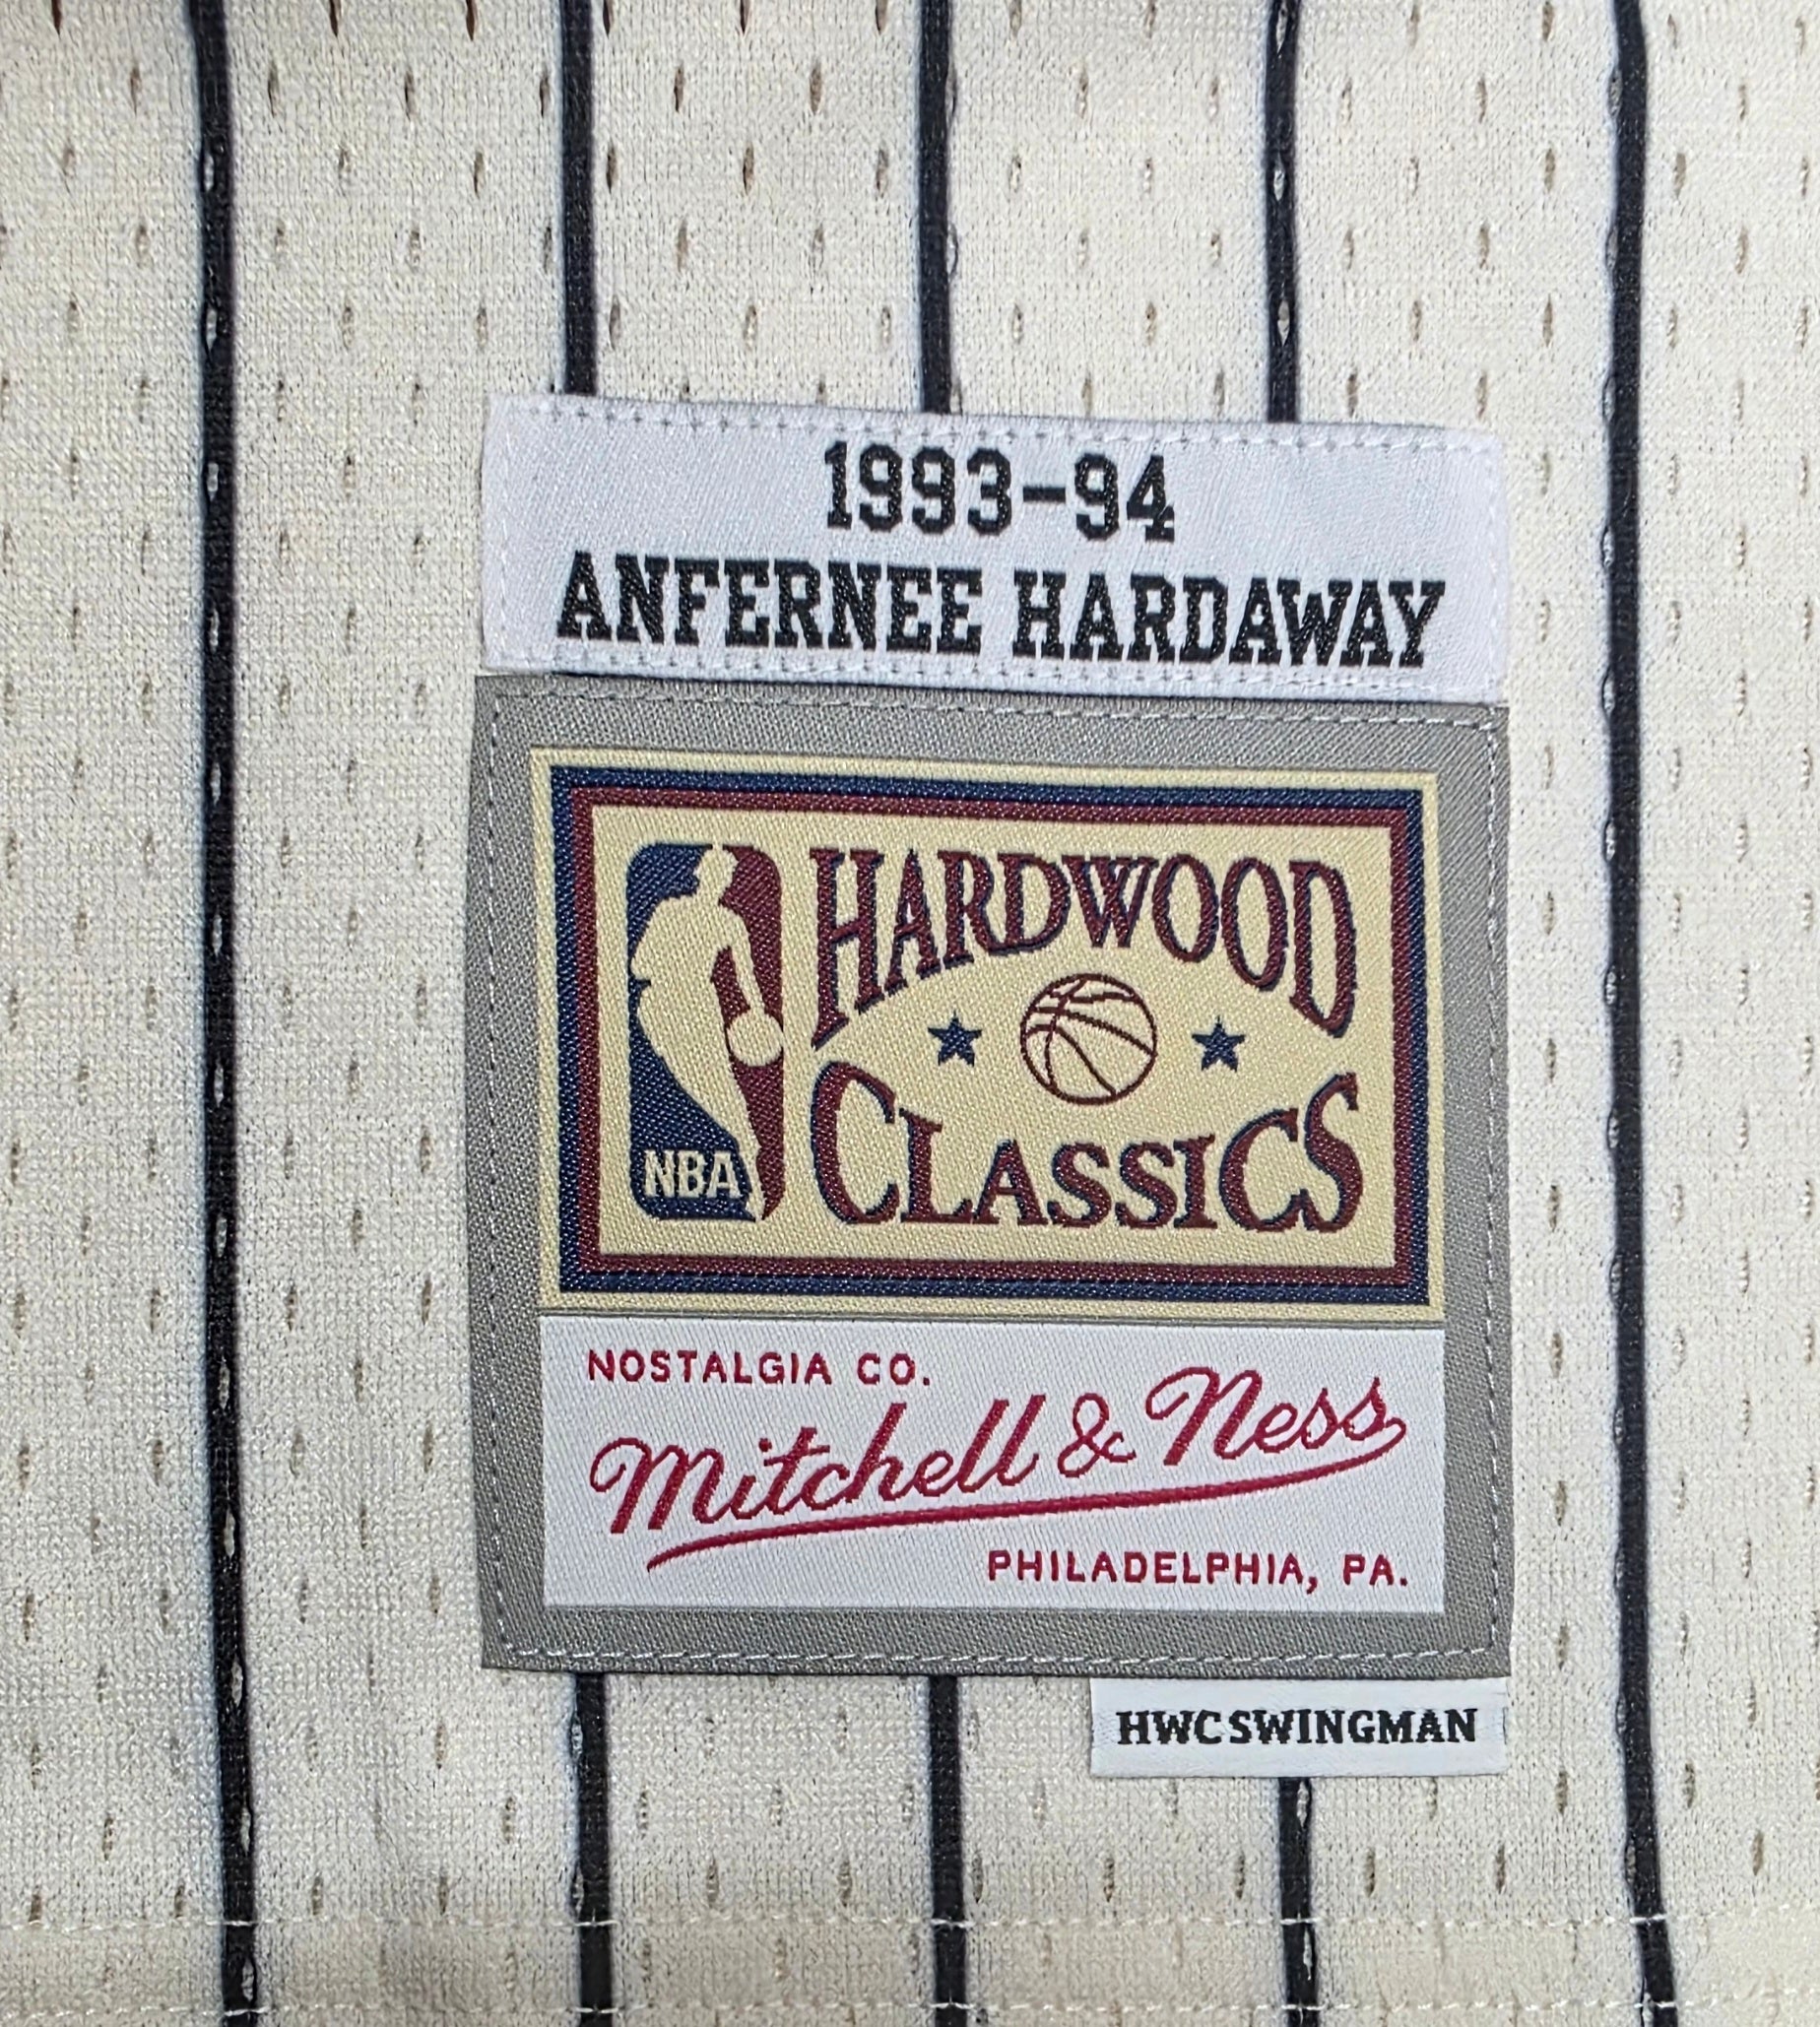 1993-94
ANFERNEE HARDAWAY
HARDWOOD
CLASSICS
NBA
NOSTALGIA CO.
Mitchell & Ness
PHILADELPHIA, PA.
HWC SWINGMAN